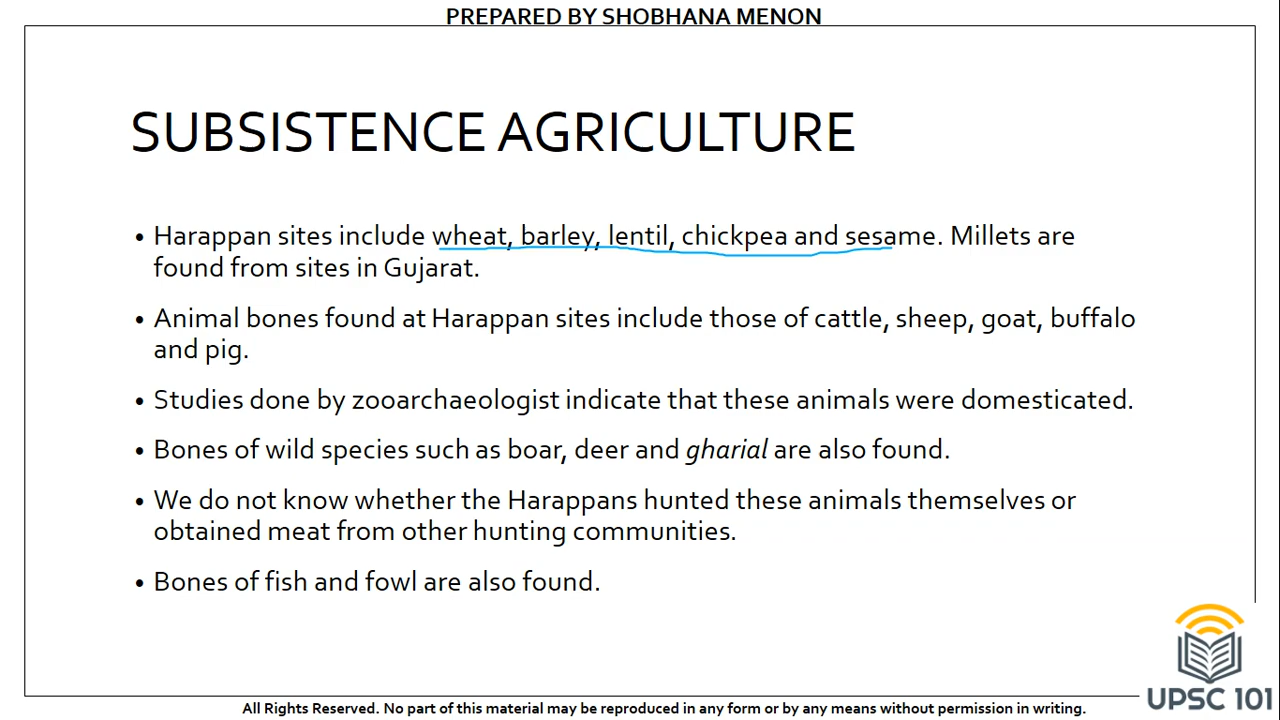 PREPARED BY SHOBHANA MENON
SUBSISTENCE AGRICULTURE
• Harappan sites include wheat, barley, lentil, chickpea and sesame. Millets are
found from sites in Gujarat.
• Animal bones found at Harappan sites include those of cattle, sheep, goat, buffalo
and pig.
• Studies done by zooarchaeologist indicate that these animals were domesticated.
• Bones of wild species such as boar, deer and gharial are also found.
• We do not know whether the Harappans hunted these animals themselves or
obtained meat from other hunting communities.
• Bones of fish and fowl are also found.
UPSC 101
All Rights Reserved. No part of this material may be reproduced in any form or by any means without permission in writing.